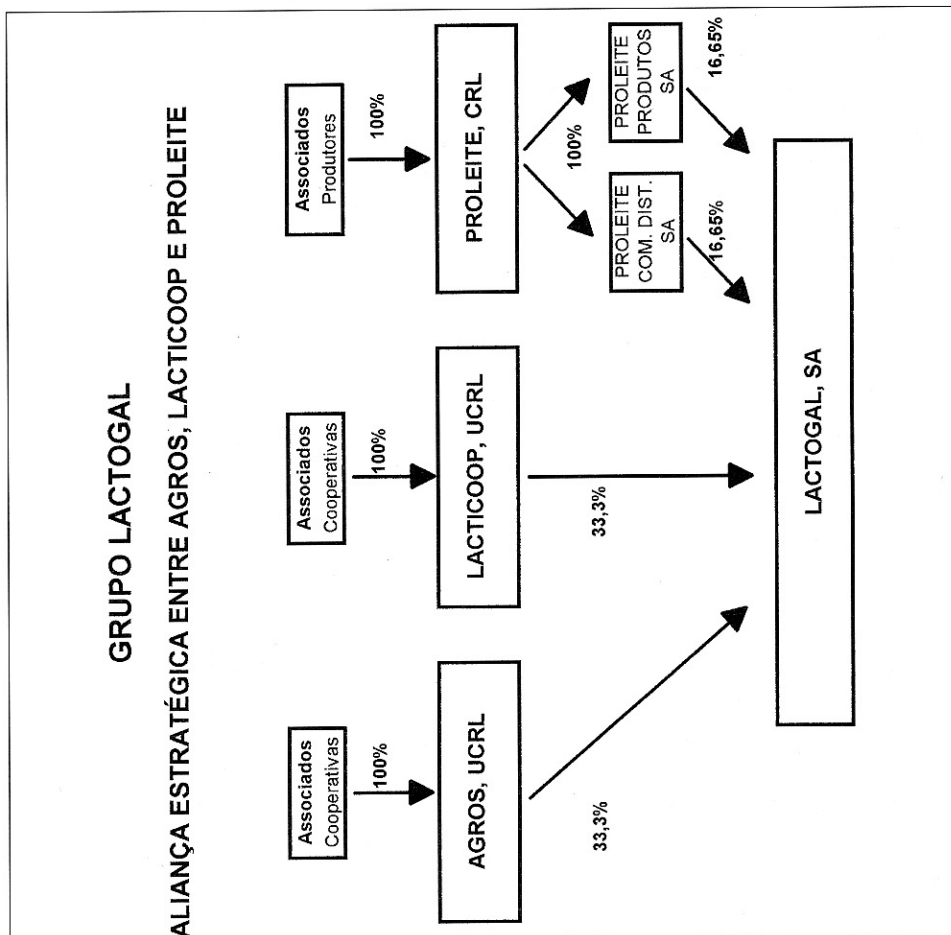 GRUPO LACTOGAL
ALIANÇA ESTRATÉGICA ENTRE AGROS, LACTICOOP E PROLEITE
Associados
Cooperativas
Associados
Cooperativas
Associados
Produtores
100%
100%
100%
AGROS, UCRL
LACTICOOP, UCRL
PROLEITE, CRL
100%
PROLEITE
COM. DIST.
SA
PROLEITE
PRODUTOS
SA
33,3%
33,3%
16,65%
16,65%
LACTOGAL, SA